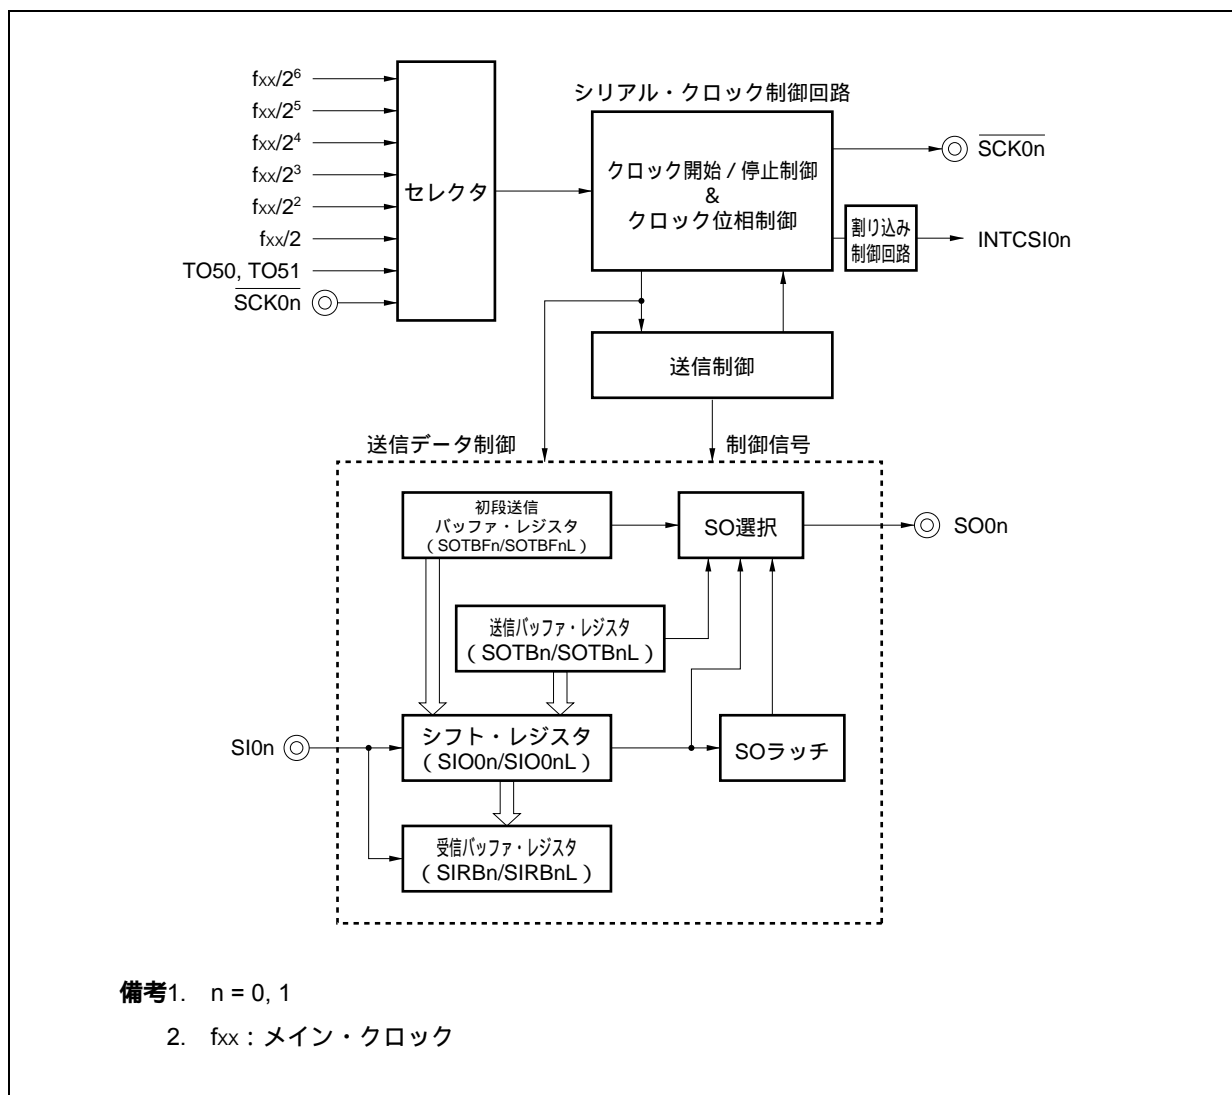 fxx/2⁶
fxx/2⁵
fxx/2⁴
fxx/2³
fxx/2²
fxx/2
TO50, TO51
SCK0n
セレクタ
シリアル・クロック制御回路
クロック開始 / 停止制御
&
クロック位相制御
SCK0n
割り込み
制御回路
INTCSI0n
送信制御
送信データ制御
制御信号
初段送信
バッファ・レジスタ
( SOTBFn/SOTBFnL )
SO選択
SO0n
送信バッファ・レジスタ
( SOTBn/SOTBnL )
SI0n
シフト・レジスタ
( SIO0n/SIO0nL )
SOラッチ
受信バッファ・レジスタ
( SIRBn/SIRBnL )
備考1. n = 0, 1
2. fxx : メイン・クロック